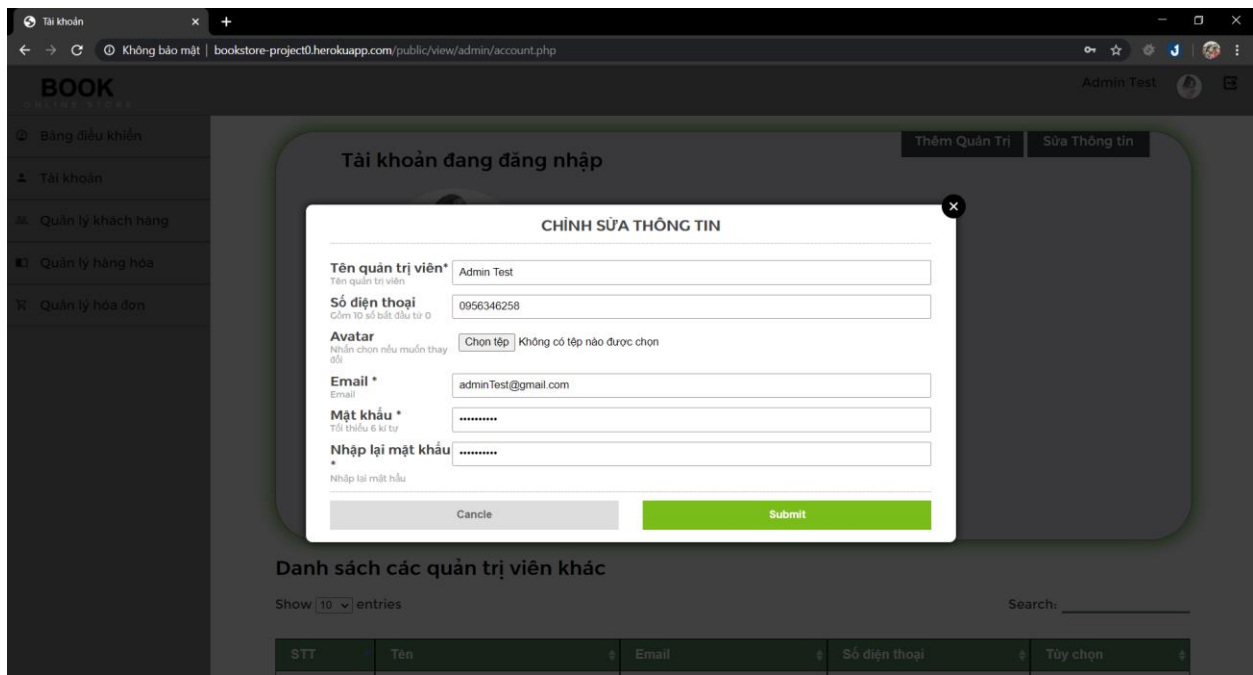 Tài khoản
Không bảo mật | bookstore-project0.herokuapp.com/public/view/admin/account.php
BOOK
ONLINE STORE
Admin Test
Bảng điều khiển
Tài khoản
Quản lý khách hàng
Quản lý hàng hóa
Quản lý hóa đơn
Thêm Quản Trị
Sửa Thông tin
Tài khoản đang đăng nhập
CHỈNH SỬA THÔNG TIN
Tên quản trị viên*
Admin Test
Tên quản trị viên
Số điện thoại
0956346258
Gồm 10 số bắt đầu từ 0
Avatar
Chọn tệp Không có tệp nào được chọn
Nhấn chọn nếu muốn thay
đổi
Email *
adminTest@gmail.com
Email
Mật khẩu *
••••••••••
Tối thiểu 6 kí tự
Nhập lại mật khẩu
*
••••••••••
Nhập lại mật hẩu
Cancle
Submit
Danh sách các quản trị viên khác
Show 10 entries
Search:
STT Tên Email Số điện thoại Tùy chọn